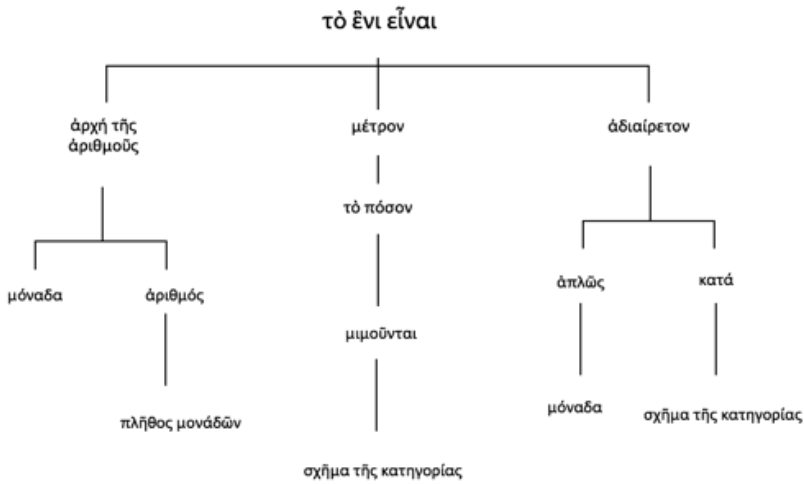 τὸ ἓνι εἶναι
ἀρχή τῆς
ἀριθμοῦς
μέτρον
ἀδιαίρετον
τὸ πόσον
μόναδα
ἀριθμός
ἁπλῶς
κατά
μιμοῦνται
πλῆθος μονάδῶν
μόναδα
σχῆμα τῆς κατηγορίας
σχῆμα τῆς κατηγορίας